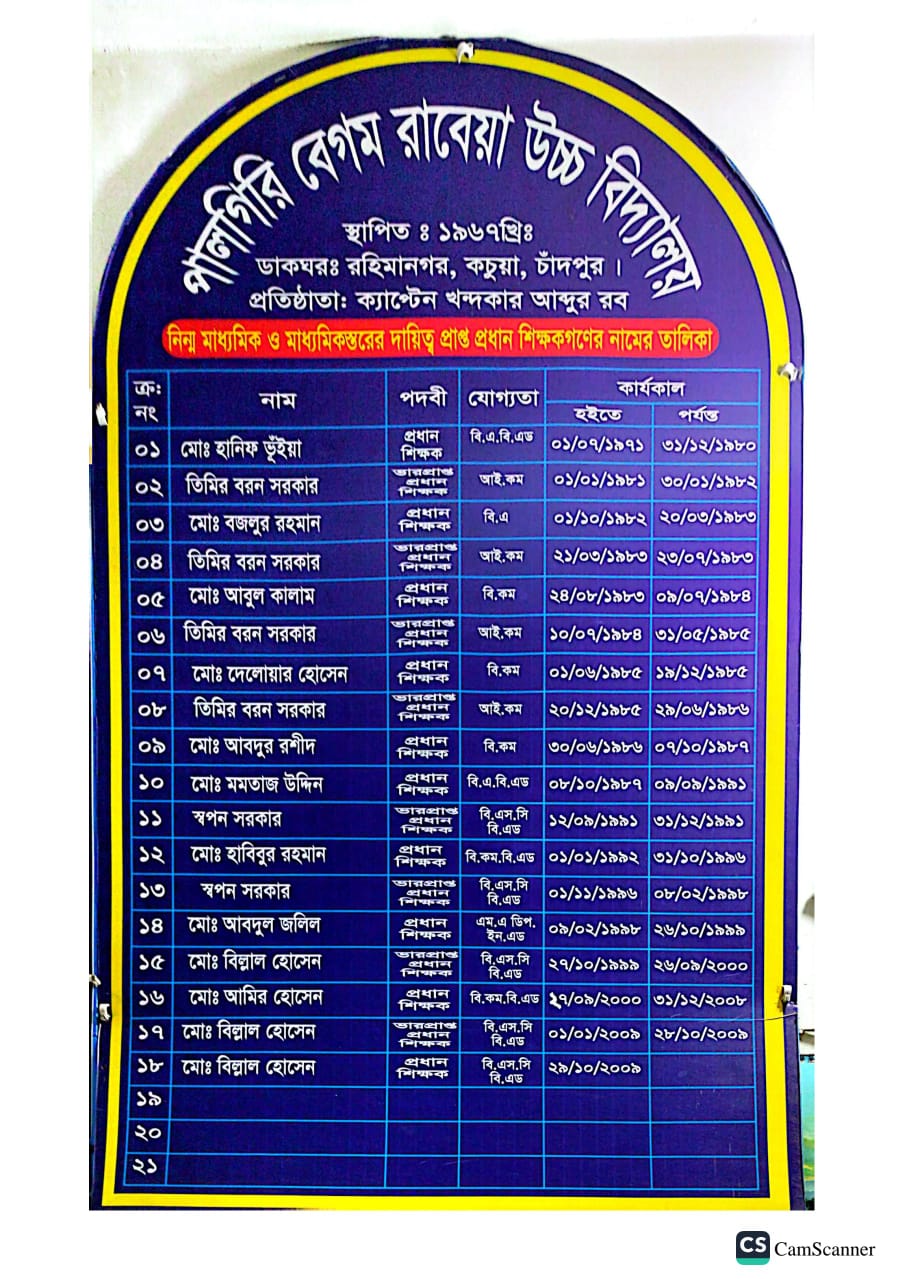 পালগিরি বেগম রাবেয়া উচ্চ বিদ্যালয়
স্থাপিত ঃ ১৯৬৭খ্রিঃ
ডাকঘরঃ রহিমানগর, কচুয়া, চাঁদপুর ।
প্রতিষ্ঠাতা: ক্যাপ্টেন খন্দকার আব্দুর রব
নিন্ম মাধ্যমিক ও মাধ্যমিকস্তরের দায়িত্ব প্রাপ্ত প্রধান শিক্ষকগণের নামের তালিকা
ক্র: নং নাম পদবী যোগ্যতা কার্যকাল
হইতে পর্যন্ত
০১ মোঃ হানিফ ভূঁইয়া প্রধান শিক্ষক বি.এ.বি.এড ০১/০৭/১৯৭১ ৩১/১২/১৯৮০
০২ তিমির বরন সরকার ভারপ্রাপ্ত প্রধান শিক্ষক আই.কম ০১/০১/১৯৮১ ৩০/০১/১৯৮২
০৩ মোঃ বজলুর রহমান প্রধান শিক্ষক বি.এ ০১/১০/১৯৮২ ২০/০৩/১৯৮৩
০৪ তিমির বরন সরকার ভারপ্রাপ্ত প্রধান শিক্ষক আই.কম ২১/০৩/১৯৮৩ ২৩/০৭/১৯৮৩
০৫ মোঃ আবুল কালাম প্রধান শিক্ষক বি.কম ২৪/০৮/১৯৮৩ ০৯/০৭/১৯৮৪
০৬ তিমির বরন সরকার ভারপ্রাপ্ত প্রধান শিক্ষক আই.কম ১০/০৭/১৯৮৪ ৩১/০৫/১৯৮৫
০৭ মোঃ দেলোয়ার হোসেন প্রধান শিক্ষক বি.কম ০১/০৬/১৯৮৫ ১৯/১২/১৯৮৫
০৮ তিমির বরন সরকার ভারপ্রাপ্ত প্রধান শিক্ষক আই.কম ২০/১২/১৯৮৫ ২৯/০৬/১৯৮৬
০৯ মোঃ আবদুর রশীদ প্রধান শিক্ষক বি.কম ৩০/০৬/১৯৮৬ ০৭/১০/১৯৮৭
১০ মোঃ মমতাজ উদ্দিন প্রধান শিক্ষক বি.এ.বি.এড ০৮/১০/১৯৮৭ ০৯/০৯/১৯৯১
১১ স্বপন সরকার ভারপ্রাপ্ত প্রধান শিক্ষক বি.এস.সি বি.এড ১২/০৯/১৯৯১ ৩১/১২/১৯৯১
১২ মোঃ হাবিবুর রহমান প্রধান শিক্ষক বি.কম.বি.এড ০১/০১/১৯৯২ ৩১/১০/১৯৯৬
১৩ স্বপন সরকার ভারপ্রাপ্ত প্রধান শিক্ষক বি.এস.সি বি.এড ০১/১১/১৯৯৬ ০৮/০২/১৯৯৮
১৪ মোঃ আবদুল জলিল প্রধান শিক্ষক এম.এ ডিপ. ইন.এড ০৯/০২/১৯৯৮ ২৬/১০/১৯৯৯
১৫ মোঃ বিল্লাল হোসেন ভারপ্রাপ্ত প্রধান শিক্ষক বি.এস.সি বি.এড ২৭/১০/১৯৯৯ ২৬/০৯/২০০০
১৬ মোঃ আমির হোসেন প্রধান শিক্ষক বি.কম.বি.এড ২৭/০৯/২০০০ ৩১/১২/২০০৮
১৭ মোঃ বিল্লাল হোসেন ভারপ্রাপ্ত প্রধান শিক্ষক বি.এস.সি বি.এড ০১/০১/২০০৯ ২৮/১০/২০০৯
১৮ মোঃ বিল্লাল হোসেন প্রধান শিক্ষক বি.এস.সি বি.এড ২৯/১০/২০০৯
১৯
২০
২১
CS CamScanner